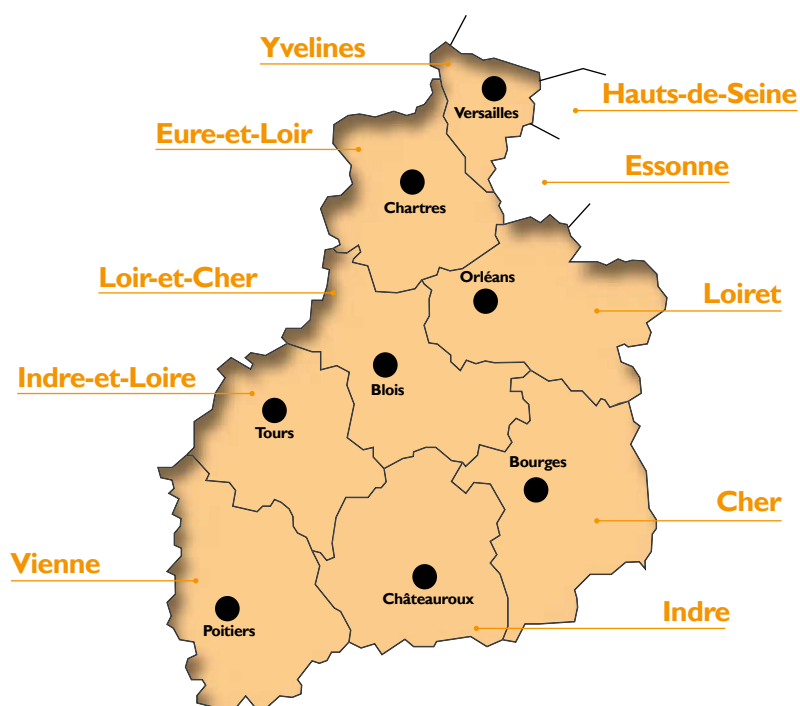 Yvelines
Versailles
Hauts-de-Seine
Eure-et-Loir
Essonne
Chartres
Loir-et-Cher
Orléans
Loiret
Indre-et-Loire
Blois
Tours
Bourges
Cher
Vienne
Châteauroux
Indre
Poitiers